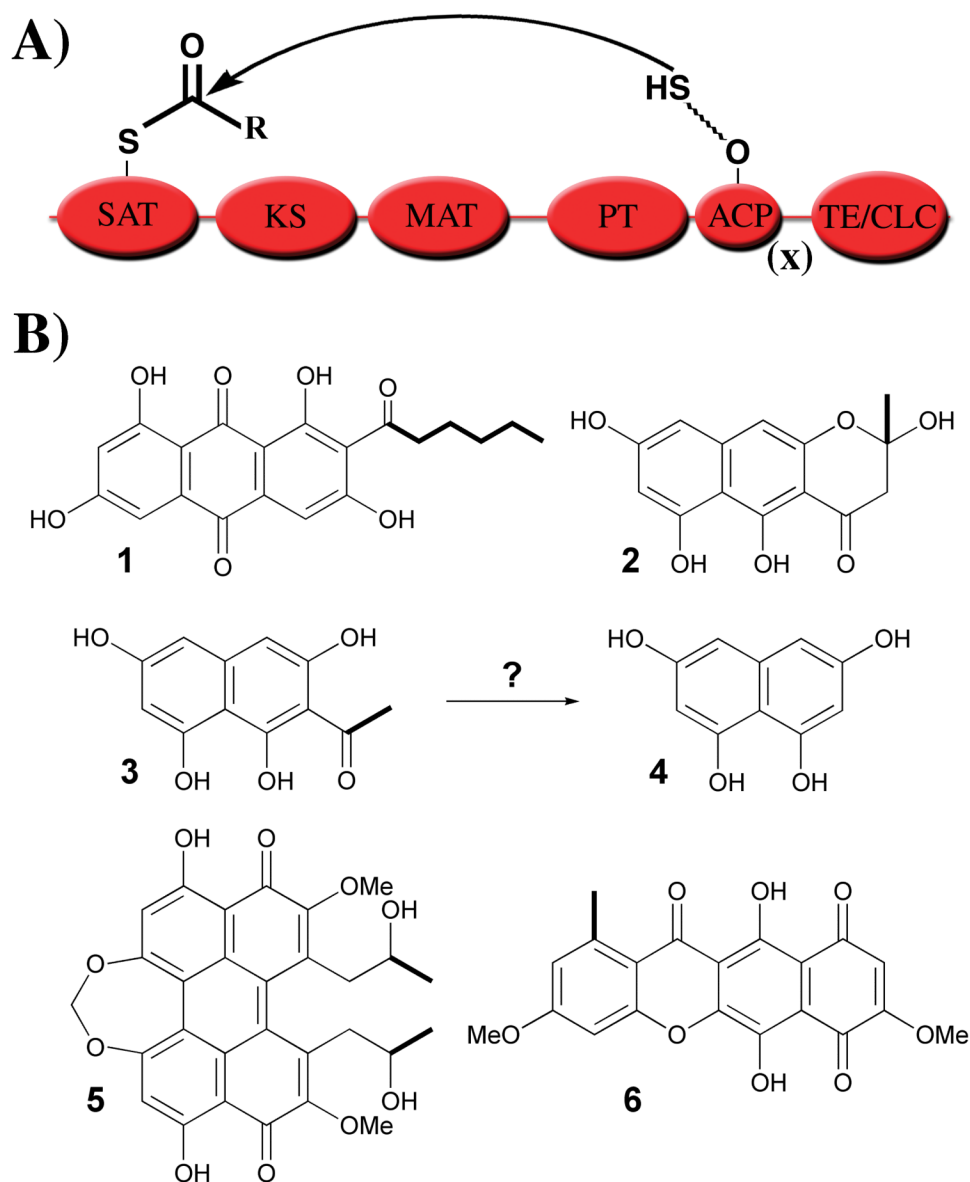 A)
O
HS
S
R
O
SAT KS MAT PT ACP TE/CLC
(x)
B)
OH O OH O
HO OH
O
1
HO O OH
OH OH O
2
HO OH
OH OH O
3
?
HO OH
OH OH
4
OH O
OMe
OH
O
O
OH
OMe
OH O
5
O OH O
MeO O OMe
OH O
6